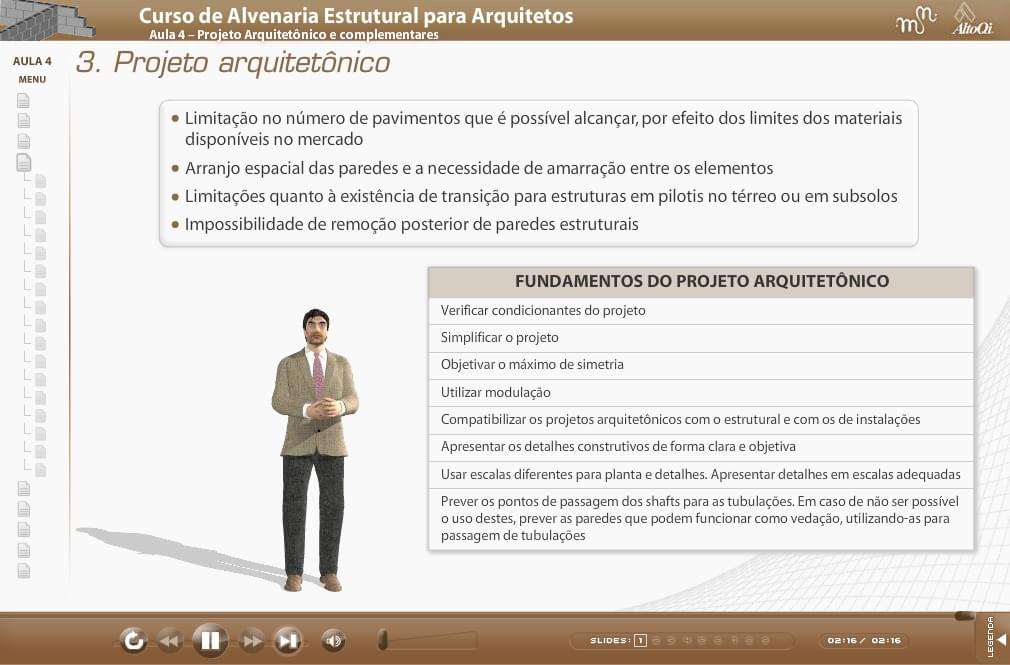 Curso de Alvenaria Estrutural para Arquitetos
Aula 4 – Projeto Arquitetônico e complementares
AltoQi
AULA 4
MENU
3. Projeto arquitetônico
• Limitação no número de pavimentos que é possível alcançar, por efeito dos limites dos materiais
disponíveis no mercado
• Arranjo espacial das paredes e a necessidade de amarração entre os elementos
• Limitações quanto à existência de transição para estruturas em pilotis no térreo ou em subsolos
• Impossibilidade de remoção posterior de paredes estruturais
FUNDAMENTOS DO PROJETO ARQUITETÔNICO
Verificar condicionantes do projeto
Simplificar o projeto
Objetivar o máximo de simetria
Utilizar modulação
Compatibilizar os projetos arquitetônicos com o estrutural e com os de instalações
Apresentar os detalhes construtivos de forma clara e objetiva
Usar escalas diferentes para planta e detalhes. Apresentar detalhes em escalas adequadas
Prever os pontos de passagem dos shafts para as tubulações. Em caso de não ser possível
o uso destes, prever as paredes que podem funcionar como vedação, utilizando-as para
passagem de tubulações
SLIDES: 1
02:16 / 02:16
LEGENDA